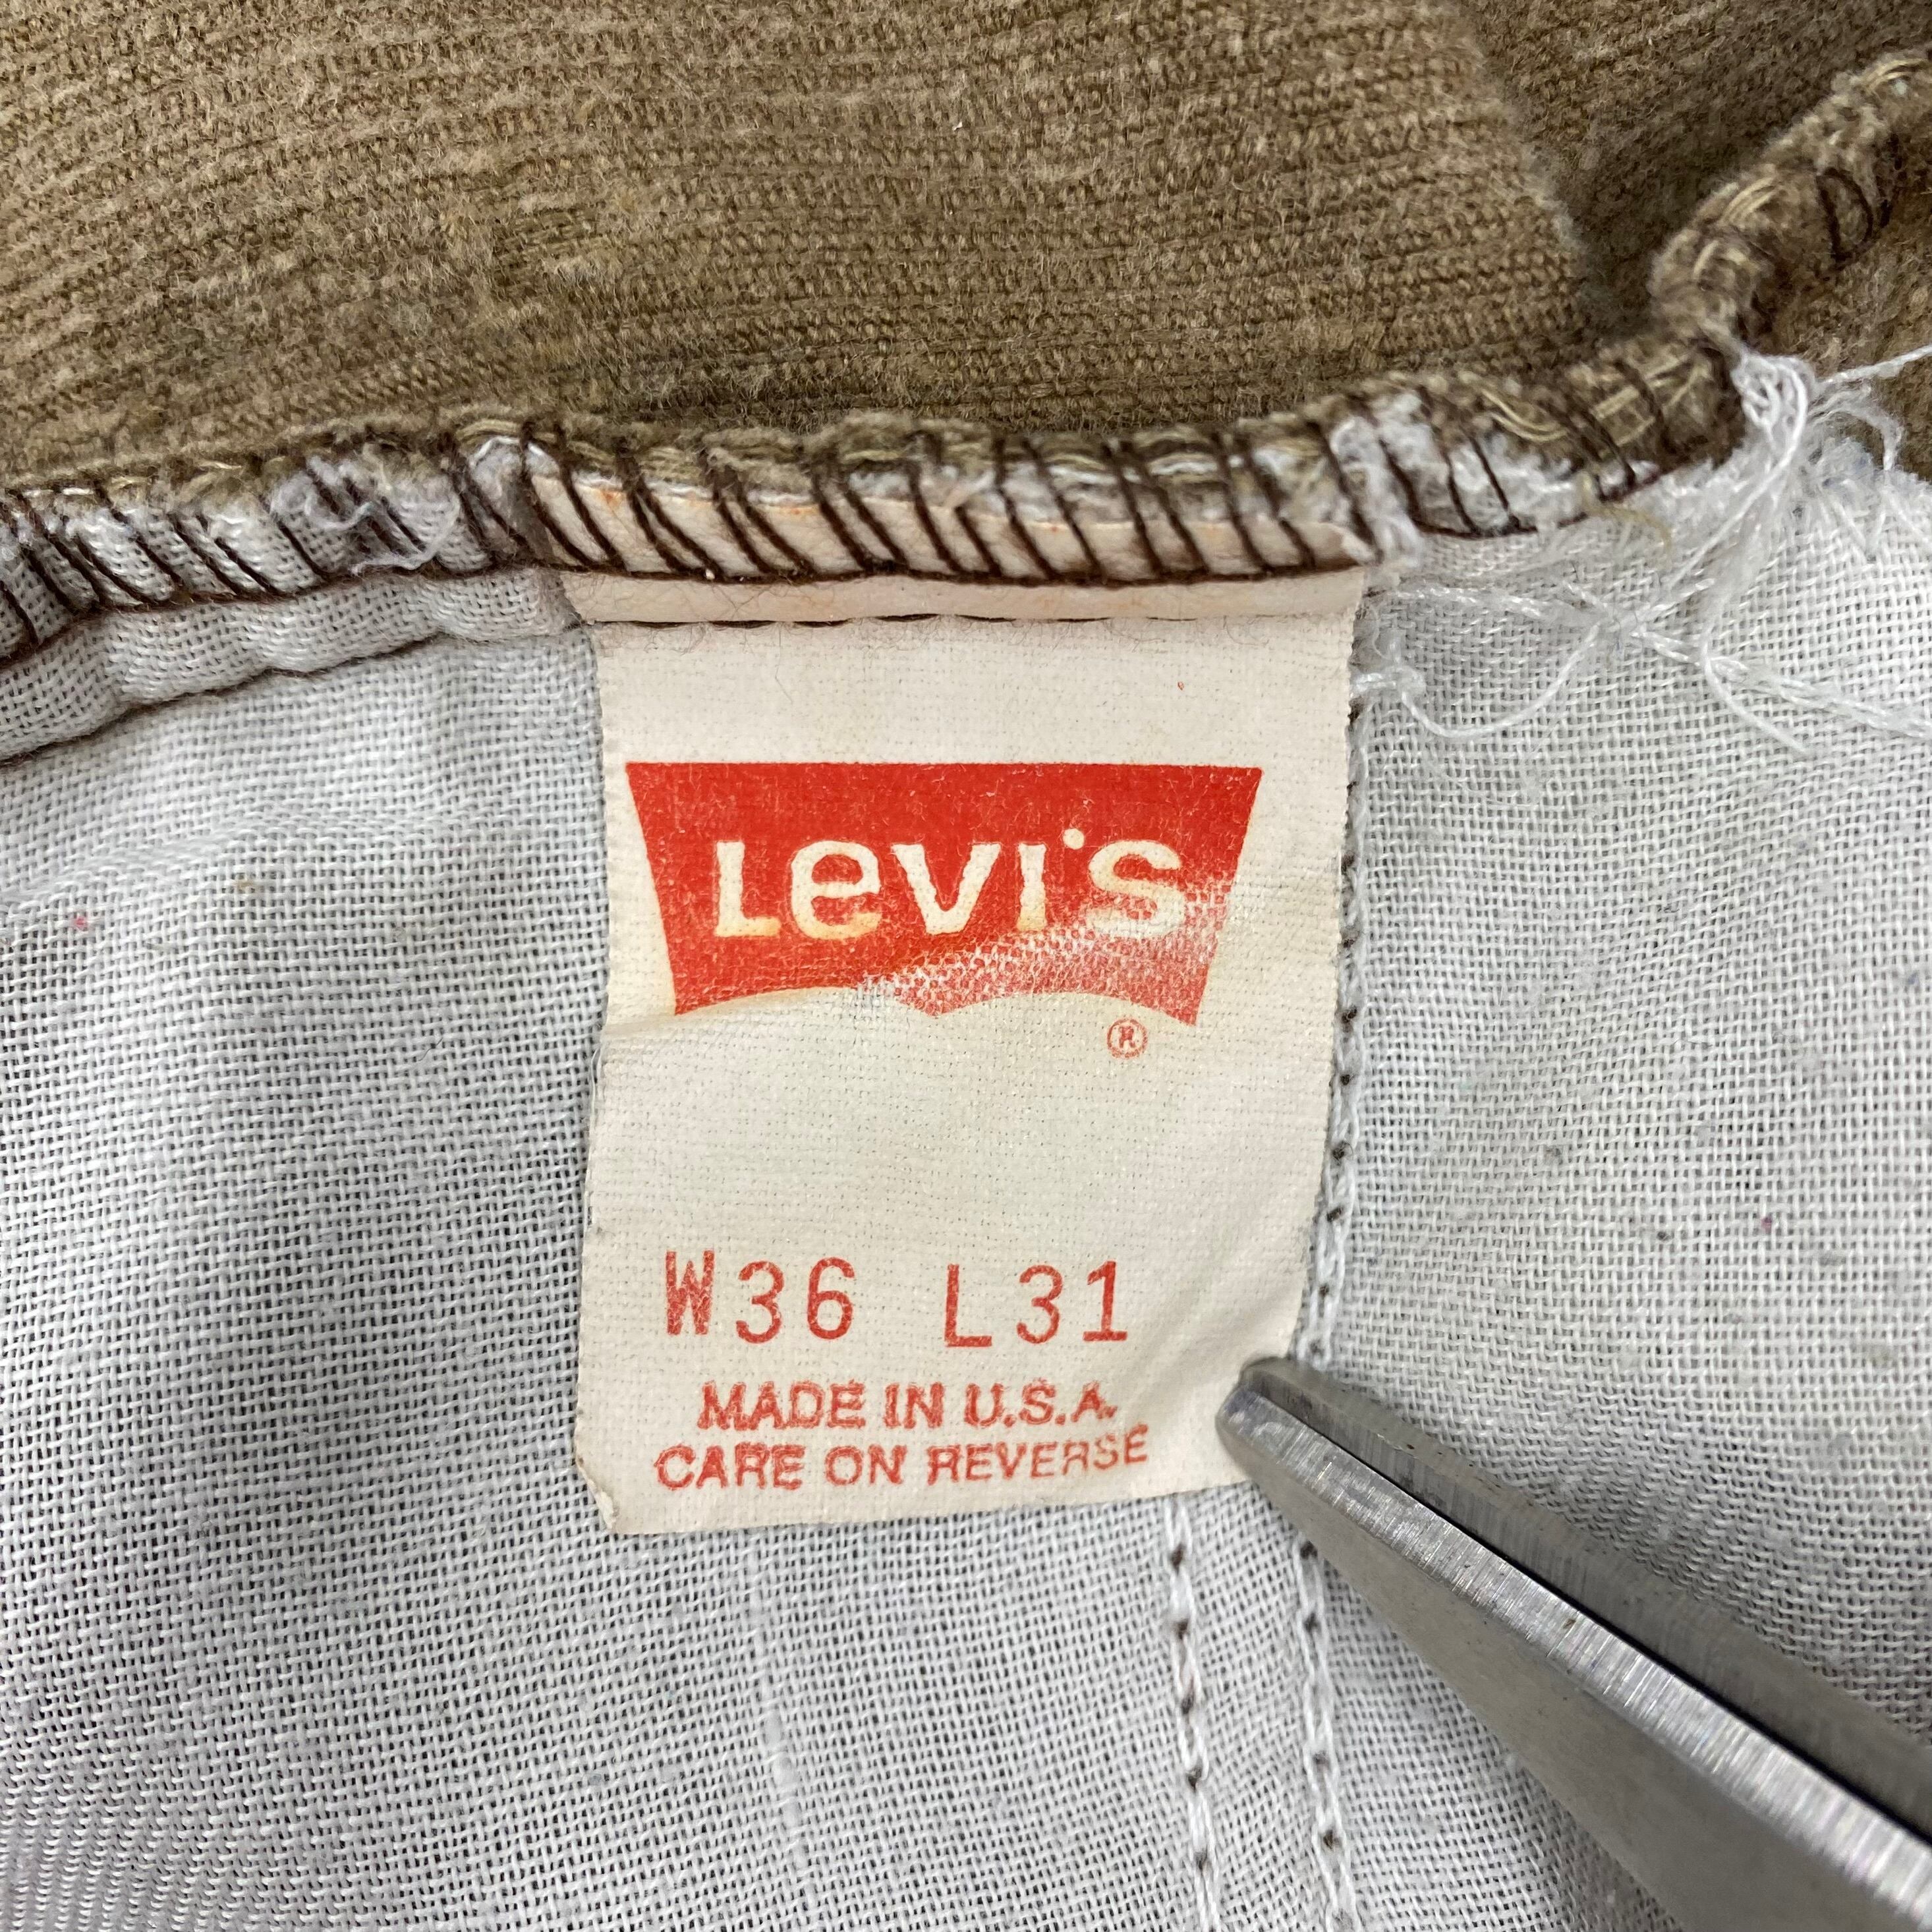 Levi's
®
W36 L31
MADE IN U.S.A.
CARE ON REVERSE